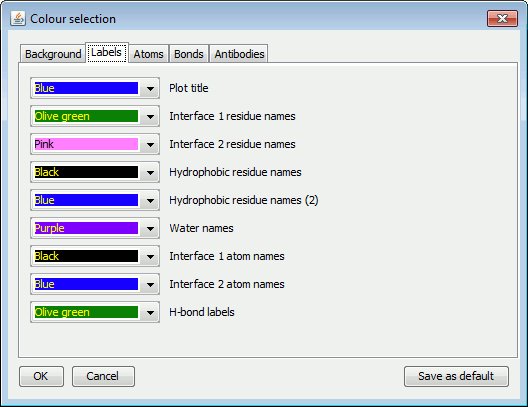 Colour selection
Background Labels Atoms Bonds Antibodies
Blue Plot title
Olive green Interface 1 residue names
Pink Interface 2 residue names
Black Hydrophobic residue names
Blue Hydrophobic residue names (2)
Purple Water names
Black Interface 1 atom names
Blue Interface 2 atom names
Olive green H-bond labels
OK Cancel Save as default